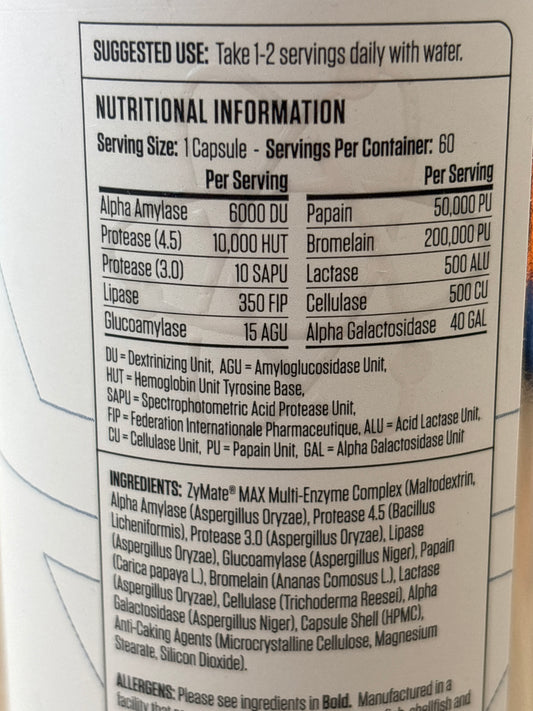 SUGGESTED USE: Take 1-2 servings daily with water.
NUTRITIONAL INFORMATION
Serving Size: 1 Capsule - Servings Per Container: 60
Per Serving Per Serving
Alpha Amylase 6000 DU Papain 50,000 PU
Protease (4.5) 10,000 HUT Bromelain 200,000 PU
Protease (3.0) 10 SAPU Lactase 500 ALU
Lipase 350 FIP Cellulase 500 CU
Glucoamylase 15 AGU Alpha Galactosidase 40 GAL
DU = Dextrinizing Unit, AGU = Amyloglucosidase Unit,
HUT = Hemoglobin Unit Tyrosine Base,
SAPU = Spectrophotometric Acid Protease Unit,
FIP = Federation Internationale Pharmaceutique, ALU = Acid Lactase Unit,
CU = Cellulase Unit, PU = Papain Unit, GAL = Alpha Galactosidase Unit
INGREDIENTS: ZyMate® MAX Multi-Enzyme Complex (Maltodextrin,
Alpha Amylase (Aspergillus Oryzae), Protease 4.5 (Bacillus
Licheniformis), Protease 3.0 (Aspergillus Oryzae), Lipase
(Aspergillus Oryzae), Glucoamylase (Aspergillus Niger), Papain
(Carica papaya L.), Bromelain (Ananas Comosus L.), Lactase
(Aspergillus Oryzae), Cellulase (Trichoderma Reesei), Alpha
Galactosidase (Aspergillus Niger), Capsule Shell (HPMC),
Anti-Caking Agents (Microcrystalline Cellulose, Magnesium
Stearate, Silicon Dioxide).
ALLERGENS: Please see ingredients in Bold. Manufactured in a
facility that shellfish and